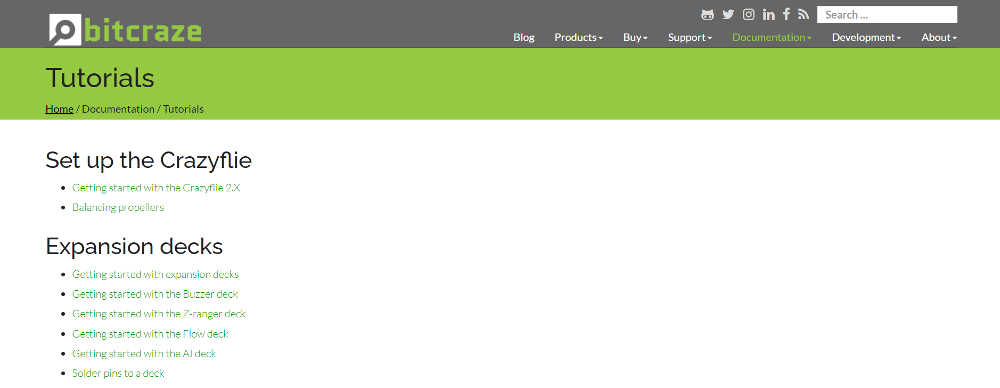 bitcraze
Search ...
Blog Products Buy Support Documentation Development About
Tutorials
Home / Documentation / Tutorials
Set up the Crazyflie
Getting started with the Crazyflie 2.X
Balancing propellers
Expansion decks
Getting started with expansion decks
Getting started with the Buzzer deck
Getting started with the Z-ranger deck
Getting started with the Flow deck
Getting started with the AI deck
Solder pins to a deck